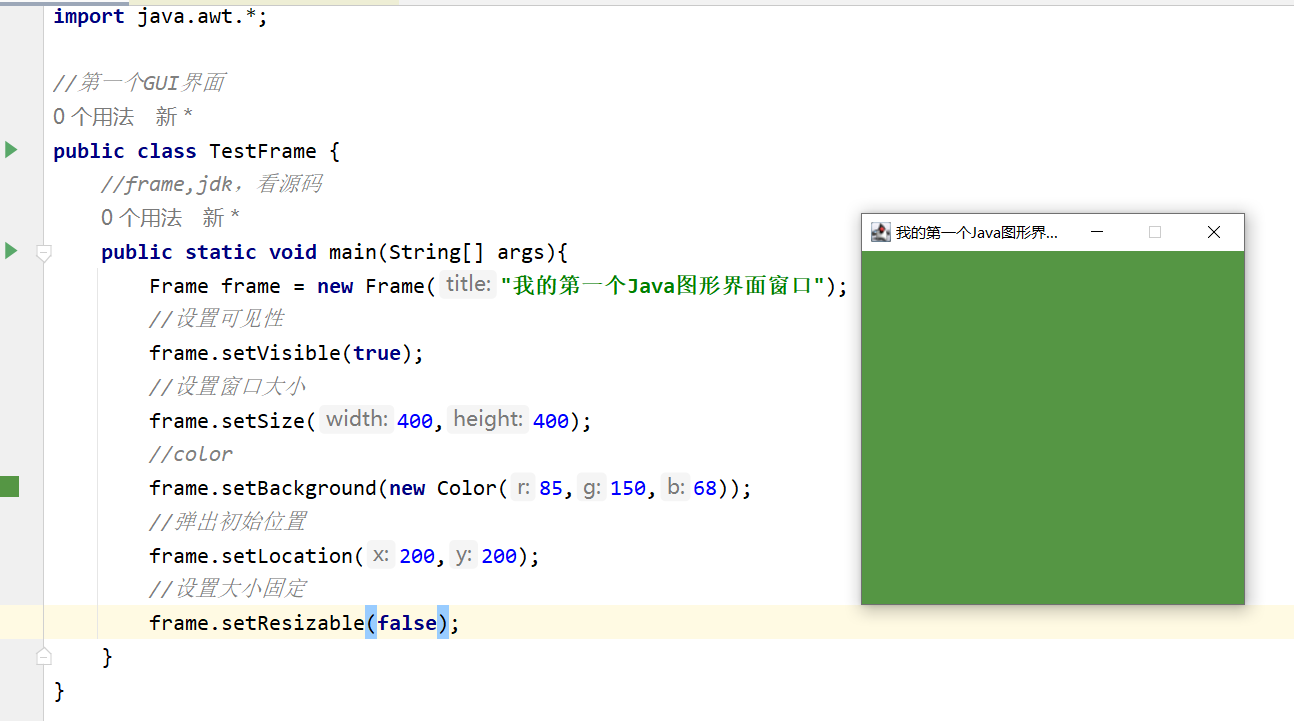 import java.awt.*;
//第一个GUI界面
0 个用法 新 *
public class TestFrame {
//frame,jdk，看源码
0 个用法 新 *
public static void main(String[] args){
Frame frame = new Frame( title: "我的第一个Java图形界面窗口");
//设置可见性
frame.setVisible(true);
//设置窗口大小
frame.setSize( width: 400, height: 400);
//color
frame.setBackground(new Color( r: 85, g: 150, b: 68));
//弹出初始位置
frame.setLocation( x: 200, y: 200);
//设置大小固定
frame.setResizable(false);
}
}
我的第一个Java图形界...